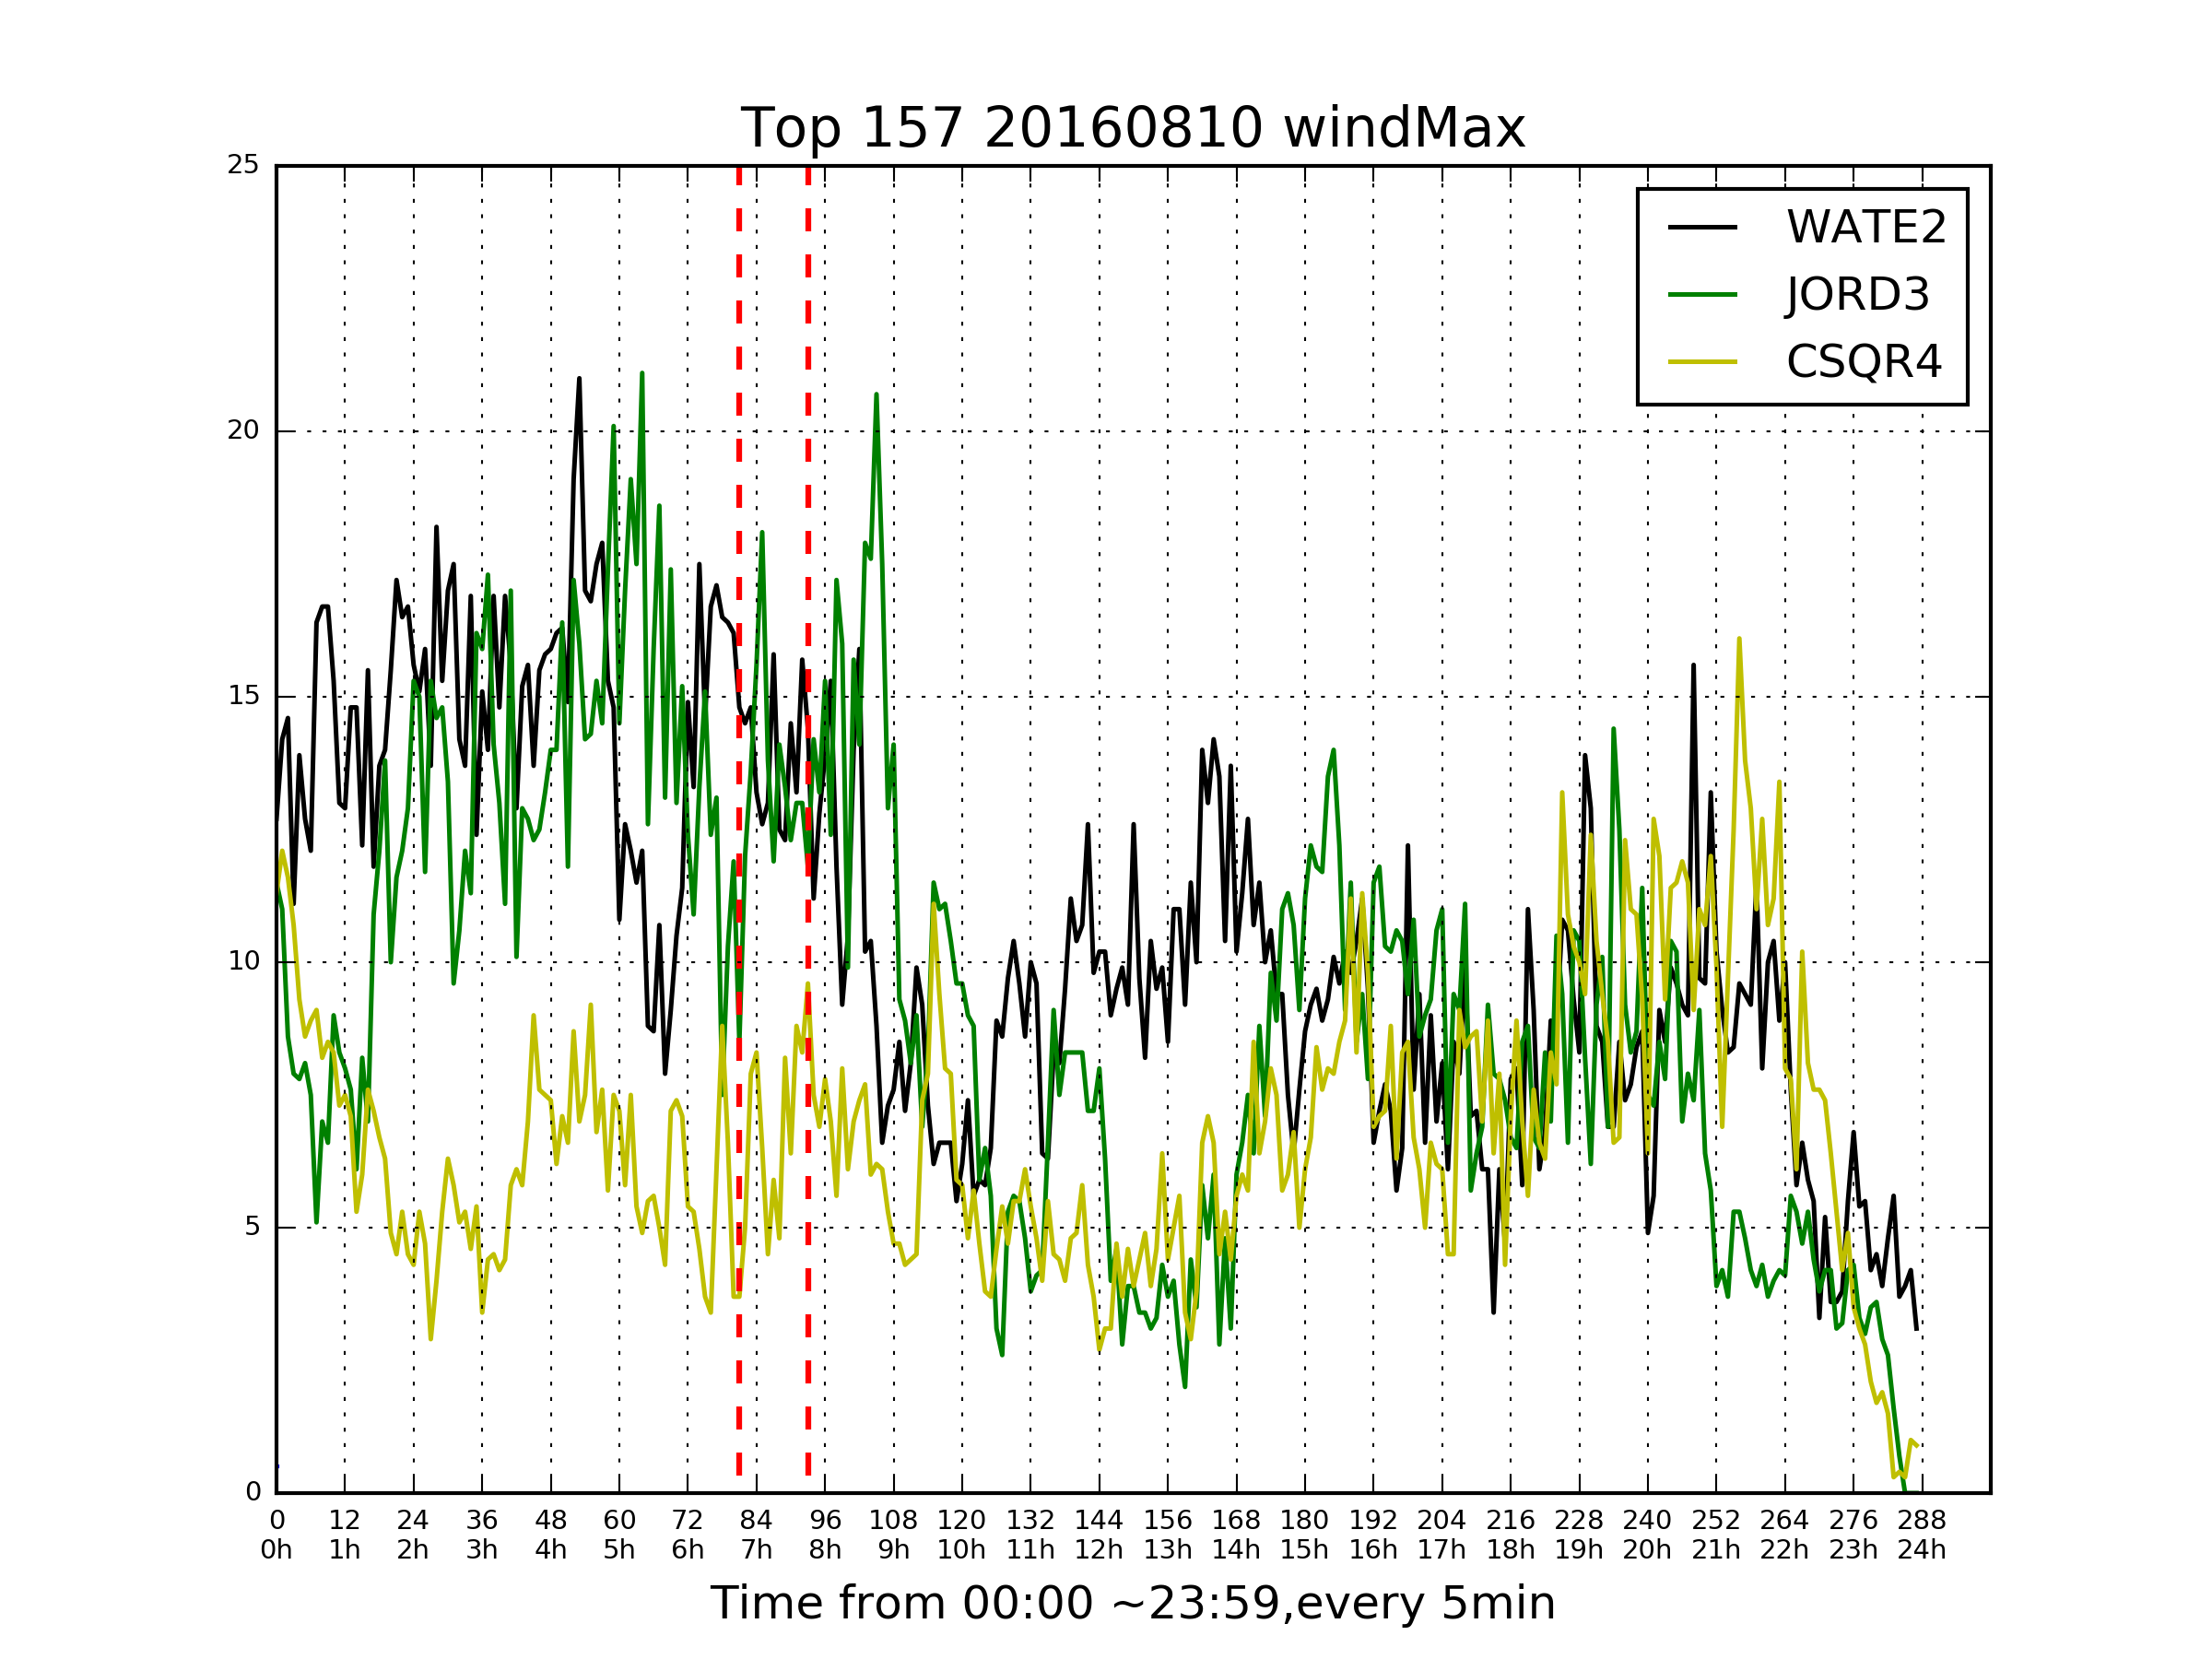 Top 157 20160810 windMax
25
20
15
10
5
0
WATE2
JORD3
CSQR4
0 12 24 36 48 60 72 84 96 108 120 132 144 156 168 180 192 204 216 228 240 252 264 276 288
0h 1h 2h 3h 4h 5h 6h 7h 8h 9h 10h 11h 12h 13h 14h 15h 16h 17h 18h 19h 20h 21h 22h 23h 24h
Time from 00:00 ~23:59,every 5min